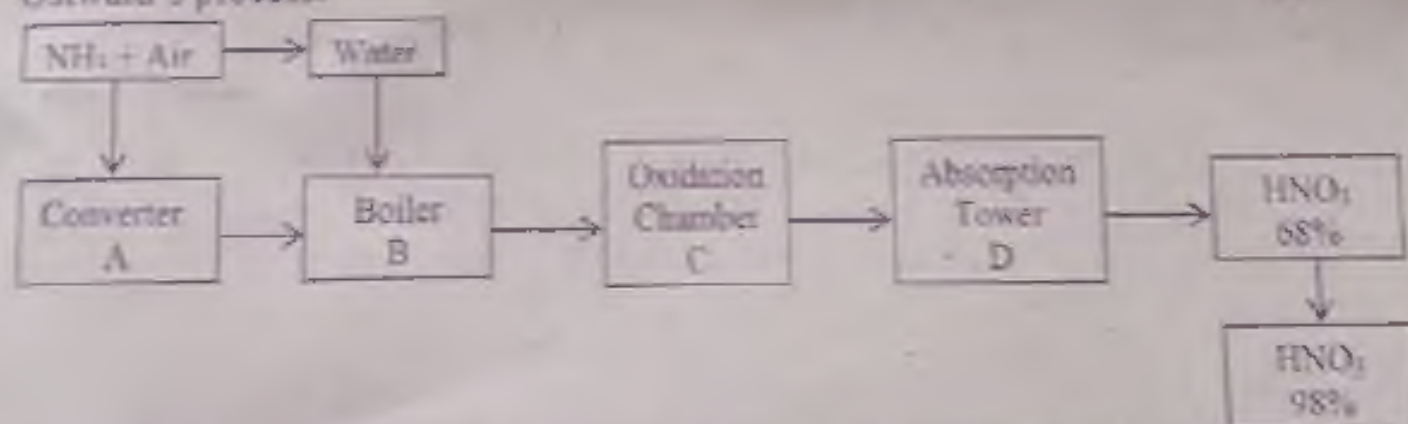 NH₃ + Air
Water
Converter
A
Boiler
B
Oxidation
Chamber
C
Absorption
Tower
D
HNO₃
68%
HNO₃
98%